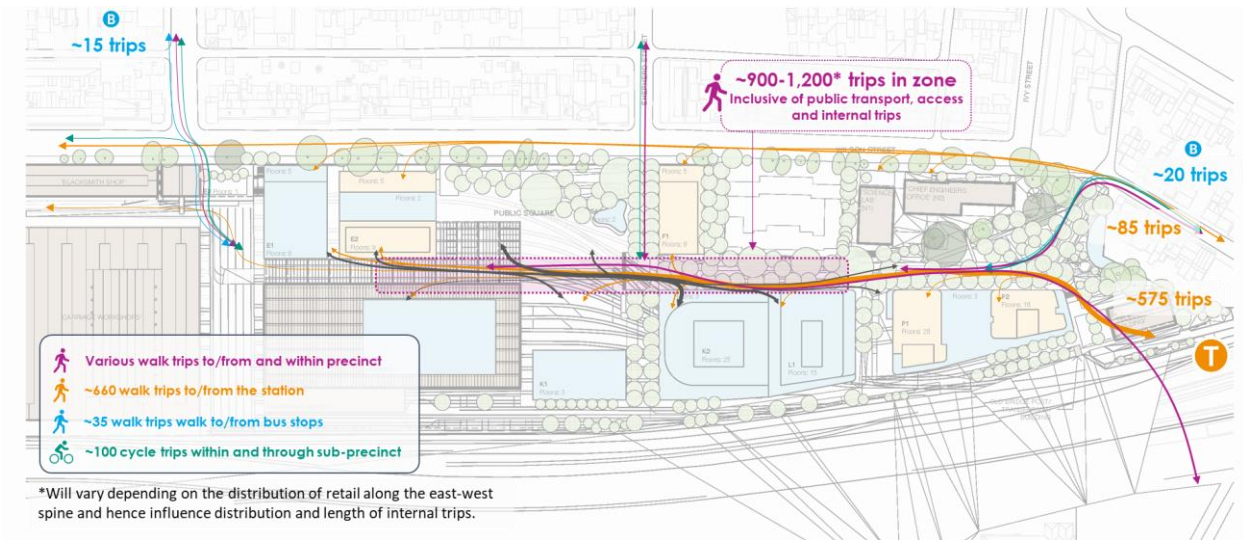 B
~15 trips
~900-1,200* trips in zone
Inclusive of public transport, access
and internal trips
IVY STREET
B
~20 trips
~85 trips
~575 trips
T
PUBLIC SQUARE
BLACKSMITH SHOP
CHIEF ENGINEERS
E1
E2
F1
P1
F2
K2
L1
K1
CARRIAGE WORKSHOPS
Various walk trips to/from and within precinct
~660 walk trips to/from the station
~35 walk trips walk to/from bus stops
~100 cycle trips within and through sub-precinct
*Will vary depending on the distribution of retail along the east-west
spine and hence influence distribution and length of internal trips.